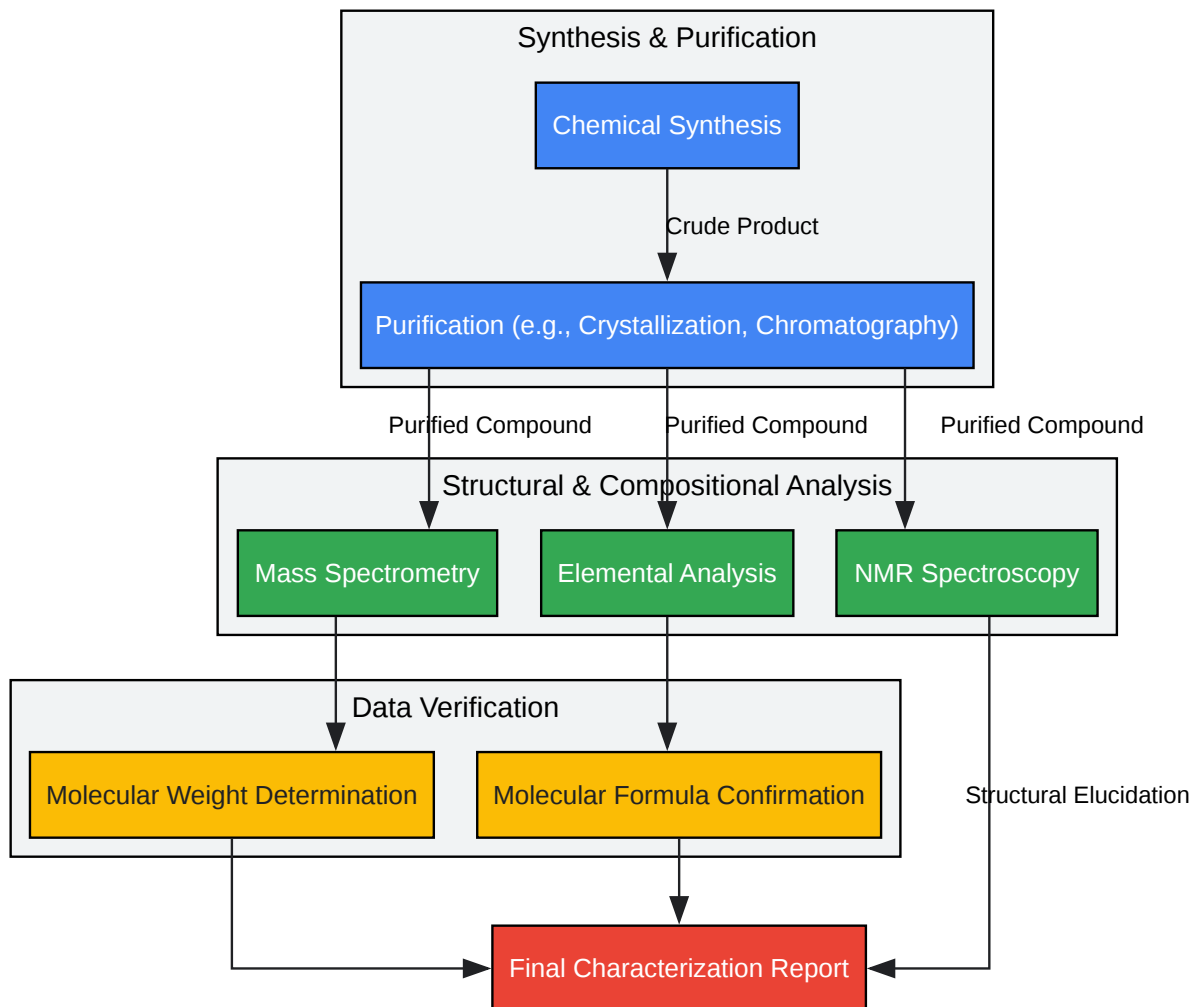 Synthesis & Purification
Chemical Synthesis
Crude Product
Purification (e.g., Crystallization, Chromatography)
Purified Compound
Purified Compound
Purified Compound
Structural & Compositional Analysis
Mass Spectrometry
Elemental Analysis
NMR Spectroscopy
Data Verification
Molecular Weight Determination
Molecular Formula Confirmation
Structural Elucidation
Final Characterization Report